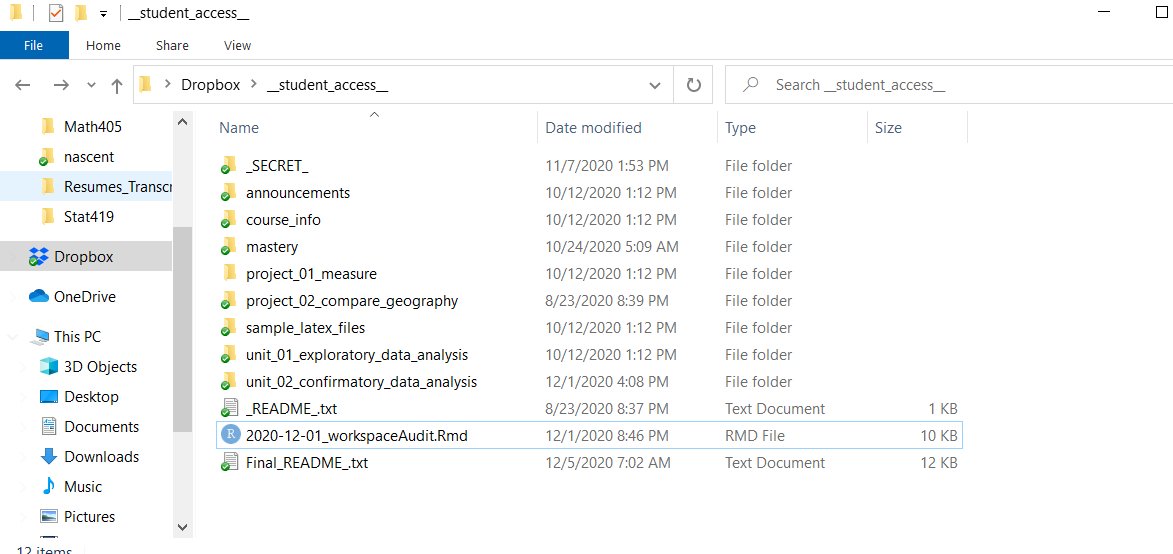 __student_access__
File Home Share View
Dropbox __student_access__ Search __student_access__
Name Date modified Type Size
Math405
nascent
Resumes_Transcr
Stat419
Dropbox
OneDrive
This PC
3D Objects
Desktop
Documents
Downloads
Music
Pictures
_SECRET_ 11/7/2020 1:53 PM File folder
announcements 10/12/2020 1:12 PM File folder
course_info 10/12/2020 1:12 PM File folder
mastery 10/24/2020 5:09 AM File folder
project_01_measure 10/12/2020 1:12 PM File folder
project_02_compare_geography 8/23/2020 8:39 PM File folder
sample_latex_files 10/12/2020 1:12 PM File folder
unit_01_exploratory_data_analysis 10/12/2020 1:12 PM File folder
unit_02_confirmatory_data_analysis 12/1/2020 4:08 PM File folder
_README_.txt 8/23/2020 8:37 PM Text Document 1 KB
R 2020-12-01_workspaceAudit.Rmd 12/1/2020 8:46 PM RMD File 10 KB
Final_README_.txt 12/5/2020 7:02 AM Text Document 12 KB
12 items